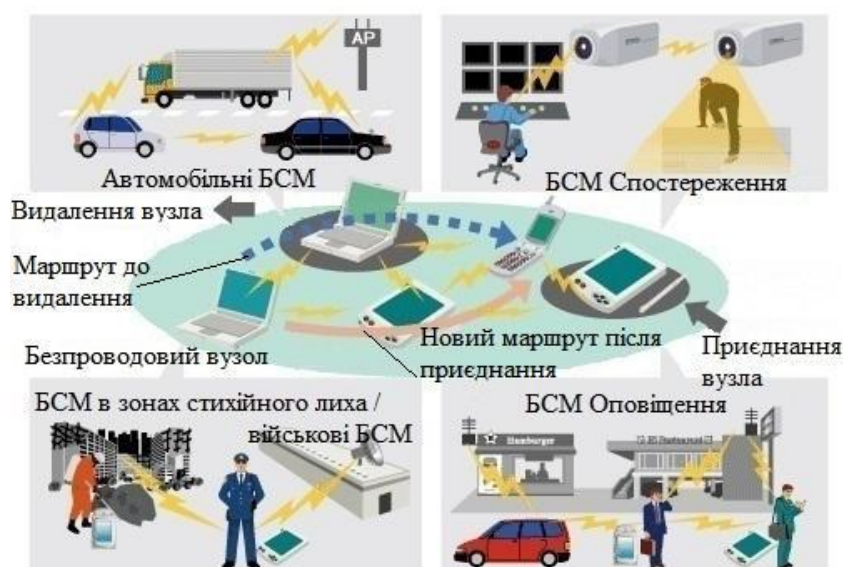 AP
Автомобільні БСМ
БСМ Спостереження
Видалення вузла
Маршрут до
видалення
Безпроводовий вузол
Новий маршрут після
приєднання
Приєднання
вузла
БСМ в зонах стихійного лиха /
військові БСМ
БСМ Оповіщення
Hamburger